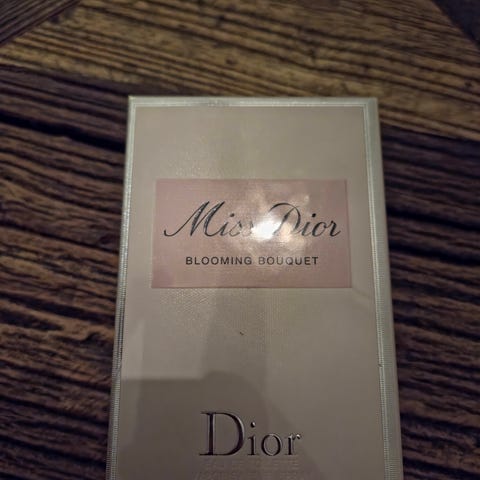 Miss Dior
BLOOMING BOUQUET
Dior
EAU DE TOILETTE